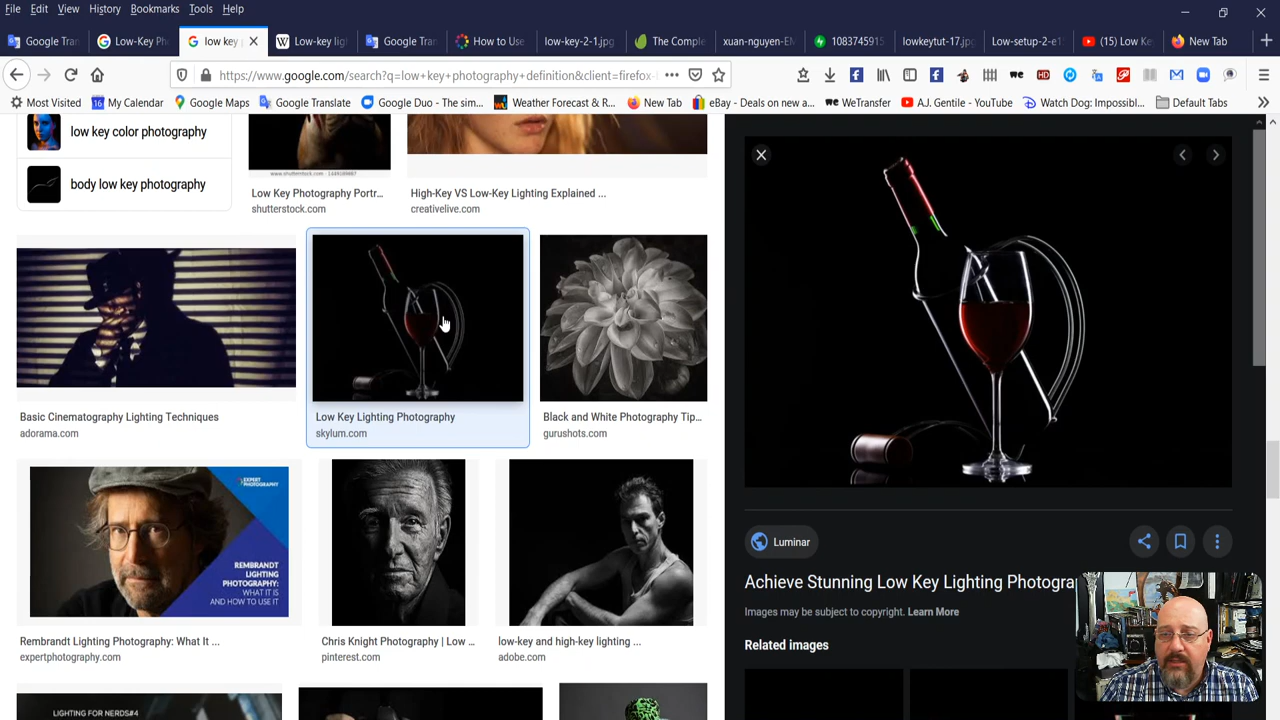 File Edit View History Bookmarks Tools Help
Google Tran
Low-Key Ph
low key
Low-key ligh
Google Tran
How to Use
low-key-2-1.jpg
The Comple
xuan-nguyen-EM
1083745915
lowkeytut-17.jpg
Low-setup-2-e1
(15) Low Ke
New Tab
https://www.google.com/search?q=low+key+photography+definition&client=firefox-
Most Visited
16 My Calendar
Google Maps
Google Translate
Google Duo - The sim...
Weather Forecast & R...
New Tab
eBay - Deals on new a...
WeTransfer
A.J. Gentile - YouTube
Watch Dog: Impossibl...
Default Tabs
low key color photography
body low key photography
Low Key Photography Portr...
shutterstock.com
High-Key VS Low-Key Lighting Explained ...
creativelive.com
Basic Cinematography Lighting Techniques
adorama.com
Low Key Lighting Photography
skylum.com
Black and White Photography Tip...
gurushots.com
EXPERT
PHOTOGRAPHY
REMBRANDT
LIGHTING
PHOTOGRAPHY:
WHAT IT IS
AND HOW TO USE IT
Rembrandt Lighting Photography: What It ...
expertphotography.com
Chris Knight Photography | Low ...
pinterest.com
low-key and high-key lighting ...
adobe.com
LIGHTING FOR NERDS#4
Luminar
Achieve Stunning Low Key Lighting Photogra
Images may be subject to copyright. Learn More
Related images